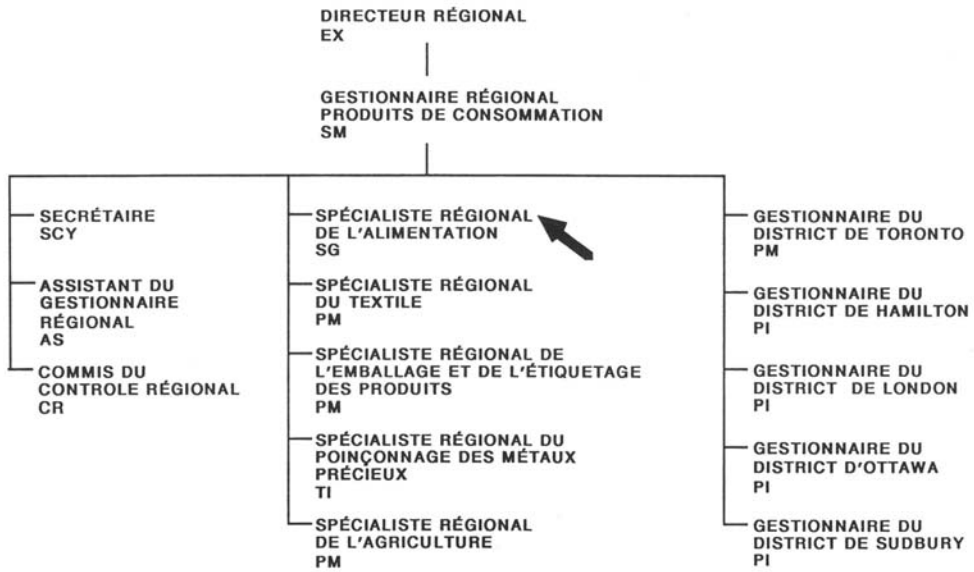 DIRECTEUR RÉGIONAL
EX
GESTIONNAIRE RÉGIONAL
PRODUITS DE CONSOMMATION
SM
SECRÉTAIRE
SCY
ASSISTANT DU
GESTIONNAIRE
RÉGIONAL
AS
COMMIS DU
CONTROLE RÉGIONAL
CR
SPÉCIALISTE RÉGIONAL
DE L'ALIMENTATION
SG
SPÉCIALISTE RÉGIONAL
DU TEXTILE
PM
SPÉCIALISTE RÉGIONAL DE
L'EMBALLAGE ET DE L'ÉTIQUETAGE
DES PRODUITS
PM
SPÉCIALISTE RÉGIONAL DU
POINÇONNAGE DES MÉTAUX
PRÉCIEUX
TI
SPÉCIALISTE RÉGIONAL
DE L'AGRICULTURE
PM
GESTIONNAIRE DU
DISTRICT DE TORONTO
PM
GESTIONNAIRE DU
DISTRICT DE HAMILTON
PI
GESTIONNAIRE DU
DISTRICT DE LONDON
PI
GESTIONNAIRE DU
DISTRICT D'OTTAWA
PI
GESTIONNAIRE DU
DISTRICT DE SUDBURY
PI